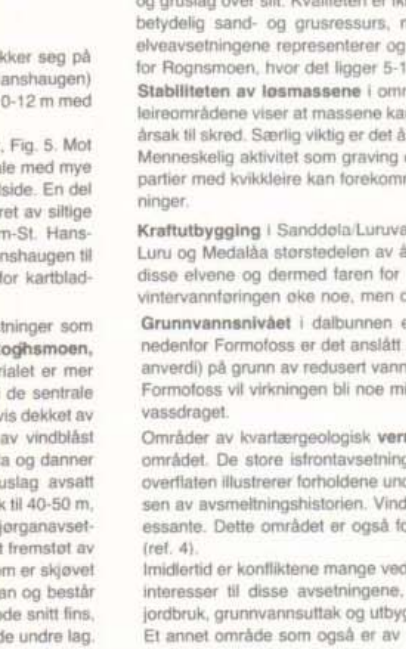 kker seg på
anshaugen)
0-12 m med
, Fig. 5. Mot
ale med mye
lside. En del
ret av siltige
m-St. Hans-
nshaugen til
for kartblad-
tninger som
oghsmoen,
rialet er mer
de sentrale
vis dekket av
av vindblåst
a og danner
uslag avsatt
k til 40-50 m,
jørganavset-
t fremstøt av
om er skjøvet
an og består
de snitt fins,
de undre lag.
og gruslag over silt. Kvaliteten er
betydelig sand- og grusressurs,
elveavsetningene representerer og
for Rognsmoen, hvor det ligger 5-1
Stabiliteten av løsmassene i om
leireområdene viser at massene ka
årsak til skred. Særlig viktig er det å
Menneskelig aktivitet som graving
partier med kvikkleire kan forekom
ninger.
Kraftutbygging i Sanddøla/Luruva
Luru og Medalåa størstedelen av å
disse elvene og dermed faren for
vintervannføringen øke noe, men
Grunnvannsnivået i dalbunnen e
nedenfor Formofoss er det anslått
anverdi) på grunn av redusert vann
Formofoss vil virkningen bli noe mi
vassdraget.
Områder av kvartærgeologisk ver
området. De store isfrontavsetning
overflaten illustrerer forholdene und
sen av avsmeltningshistorien. Vind
essante. Dette området er også fo
(ref. 4).
Imidlertid er konfliktene mange ved
interesser til disse avsetningene,
jordbruk, grunnvannsuttak og utbyg
Et annet område som også er av